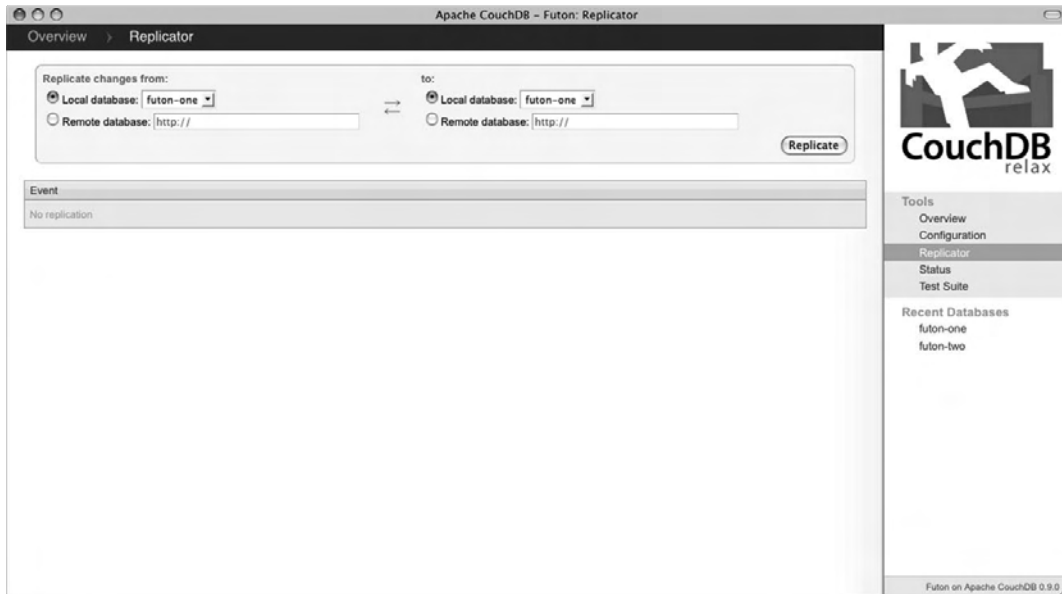 Apache CouchDB – Futon: Replicator
Overview › Replicator
Replicate changes from:
Local database: futon-one
Remote database: http://
to:
Local database: futon-one
Remote database: http://
Replicate
Event
No replication
CouchDB
relax
Tools
Overview
Configuration
Replicator
Status
Test Suite
Recent Databases
futon-one
futon-two
Futon on Apache CouchDB 0.9.0